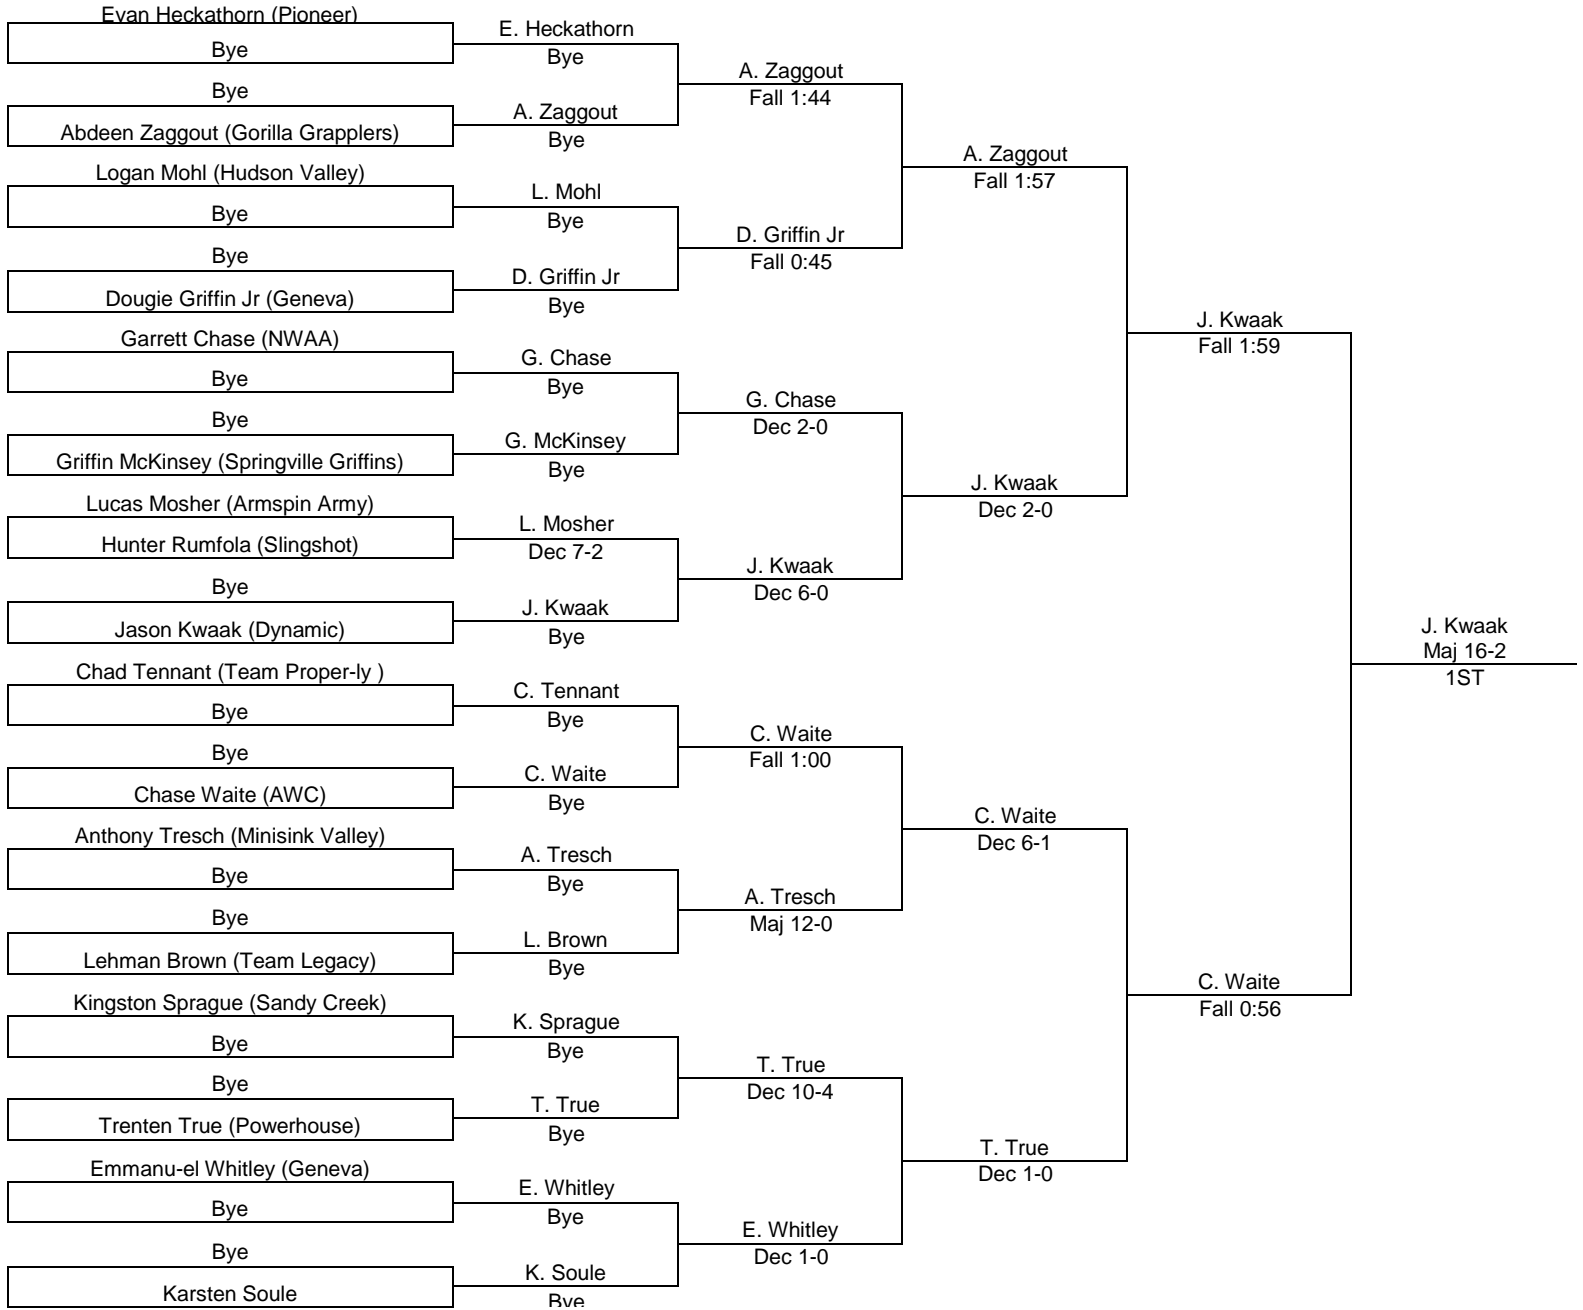 Evan Heckathorn (Pioneer)
Bye
Bye
Abdeen Zaggout (Gorilla Grapplers)
Logan Mohl (Hudson Valley)
Bye
Bye
Dougie Griffin Jr (Geneva)
Garrett Chase (NWAA)
Bye
Bye
Griffin McKinsey (Springville Griffins)
Lucas Mosher (Armspin Army)
Hunter Rumfola (Slingshot)
Bye
Jason Kwaak (Dynamic)
Chad Tennant (Team Proper-ly )
Bye
Bye
Chase Waite (AWC)
Anthony Tresch (Minisink Valley)
Bye
Bye
Lehman Brown (Team Legacy)
Kingston Sprague (Sandy Creek)
Bye
Bye
Trenten True (Powerhouse)
Emmanu-el Whitley (Geneva)
Bye
Bye
Karsten Soule
E. Heckathorn
Bye
A. Zaggout
Bye
L. Mohl
Bye
D. Griffin Jr
Bye
G. Chase
Bye
G. McKinsey
Bye
L. Mosher
Dec 7-2
J. Kwaak
Bye
C. Tennant
Bye
C. Waite
Bye
A. Tresch
Bye
L. Brown
Bye
K. Sprague
Bye
T. True
Bye
E. Whitley
Bye
K. Soule
Bye
A. Zaggout
Fall 1:44
D. Griffin Jr
Fall 0:45
G. Chase
Dec 2-0
J. Kwaak
Dec 6-0
C. Waite
Fall 1:00
A. Tresch
Maj 12-0
T. True
Dec 10-4
E. Whitley
Dec 1-0
A. Zaggout
Fall 1:57
J. Kwaak
Dec 2-0
C. Waite
Dec 6-1
T. True
Dec 1-0
J. Kwaak
Fall 1:59
C. Waite
Fall 0:56
J. Kwaak
Maj 16-2
1ST